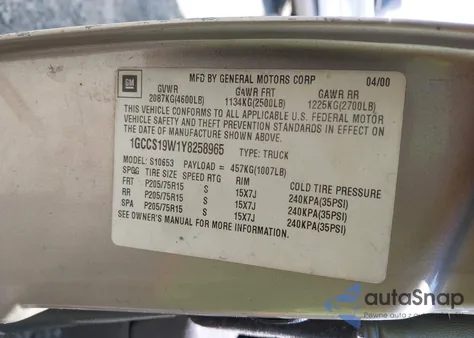 GM
MFD BY GENERAL MOTORS CORP 04/00
GVWR GAWR FRT GAWR RR
2087KG(4600LB) 1134KG(2500LB) 1225KG(2700LB)
THIS VEHICLE CONFORMS TO ALL APPLICABLE U.S. FEDERAL MOTOR
VEHICLE SAFETY AND THEFT PREVENTION STANDARDS IN EFFECT ON
THE DATE OF MANUFACTURE SHOWN ABOVE.
1GCCS19W1Y8258965 TYPE: TRUCK
MODEL: S10653 PAYLOAD = 457KG(1007LB)
SPGG TIRE SIZE SPEED RTG RIM COLD TIRE PRESSURE
FRT P205/75R15 S 15X7J 240KPA(35PSI)
RR P205/75R15 S 15X7J 240KPA(35PSI)
SPA P205/75R15 S 15X7J 240KPA(35PSI)
SEE OWNER'S MANUAL FOR MORE INFORMATION.
autoSnap
Pewne auto z